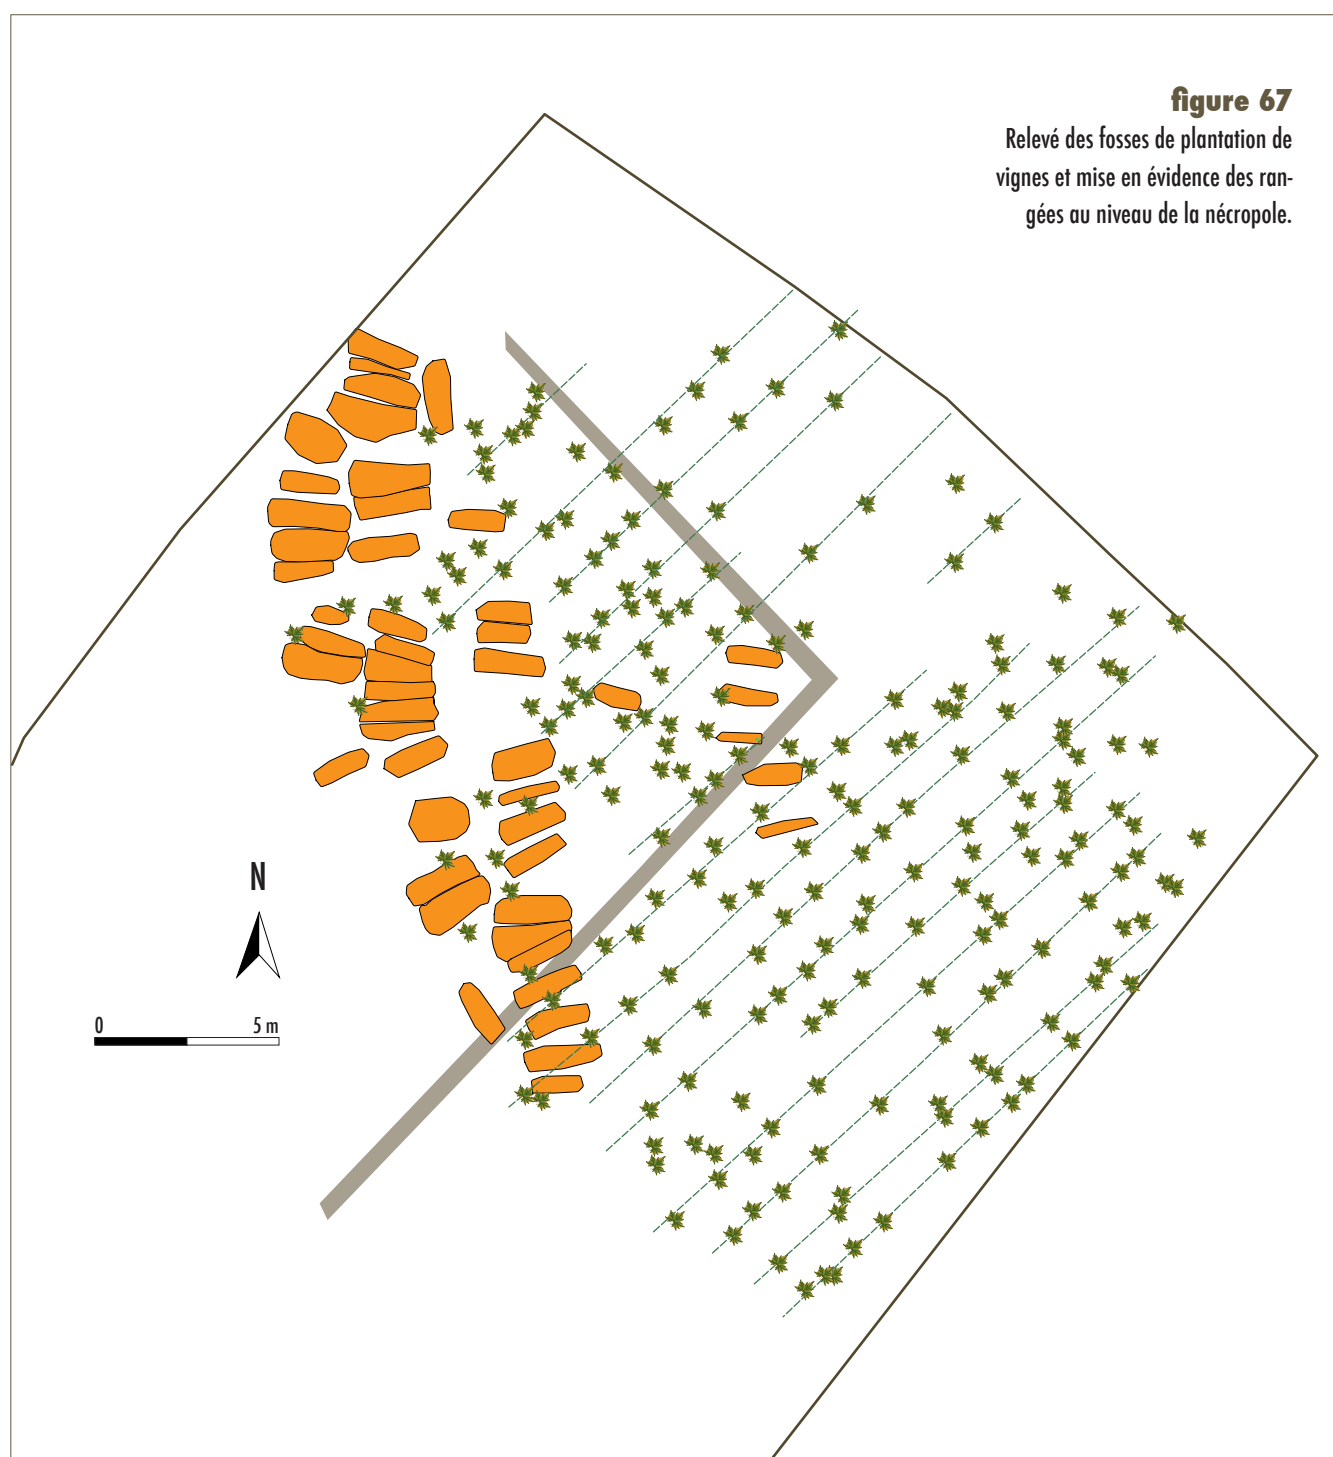 figure 67
Relevé des fosses de plantation de
vignes et mise en évidence des ran-
gées au niveau de la nécropole.
N
0 5 m